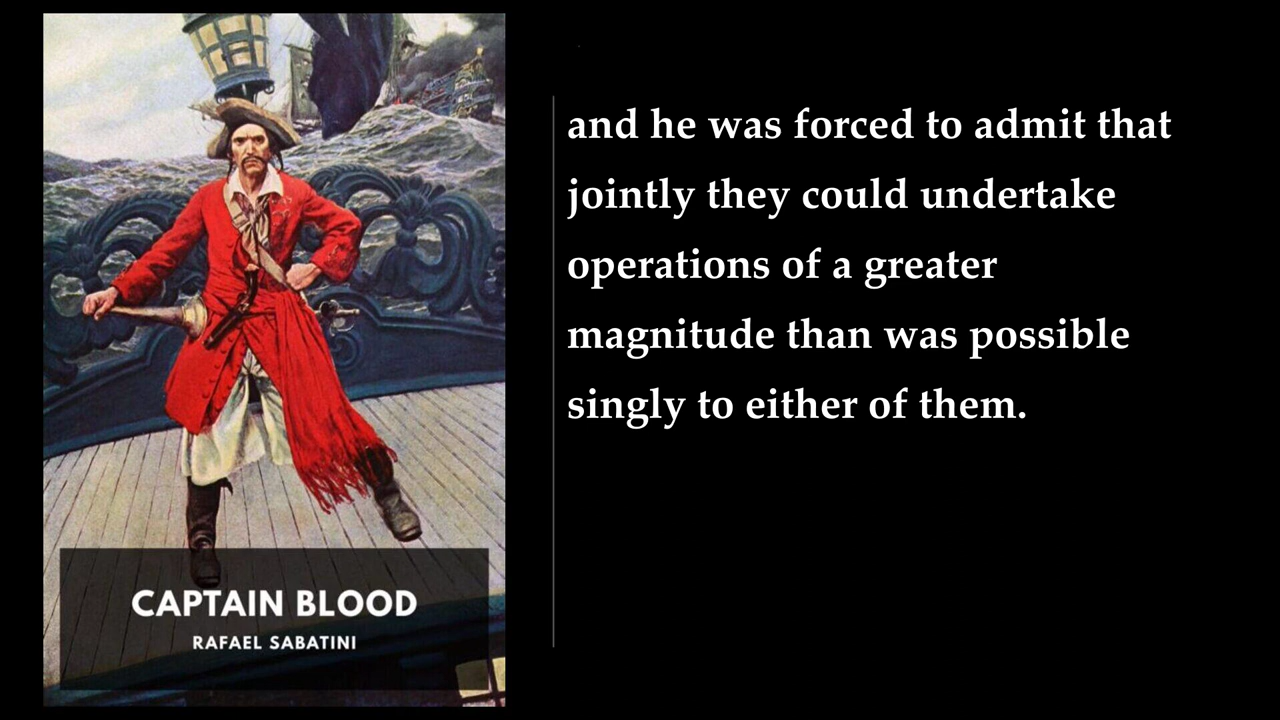 and he was forced to admit that
jointly they could undertake
operations of a greater
magnitude than was possible
singly to either of them.
CAPTAIN BLOOD
RAFAEL SABATINI